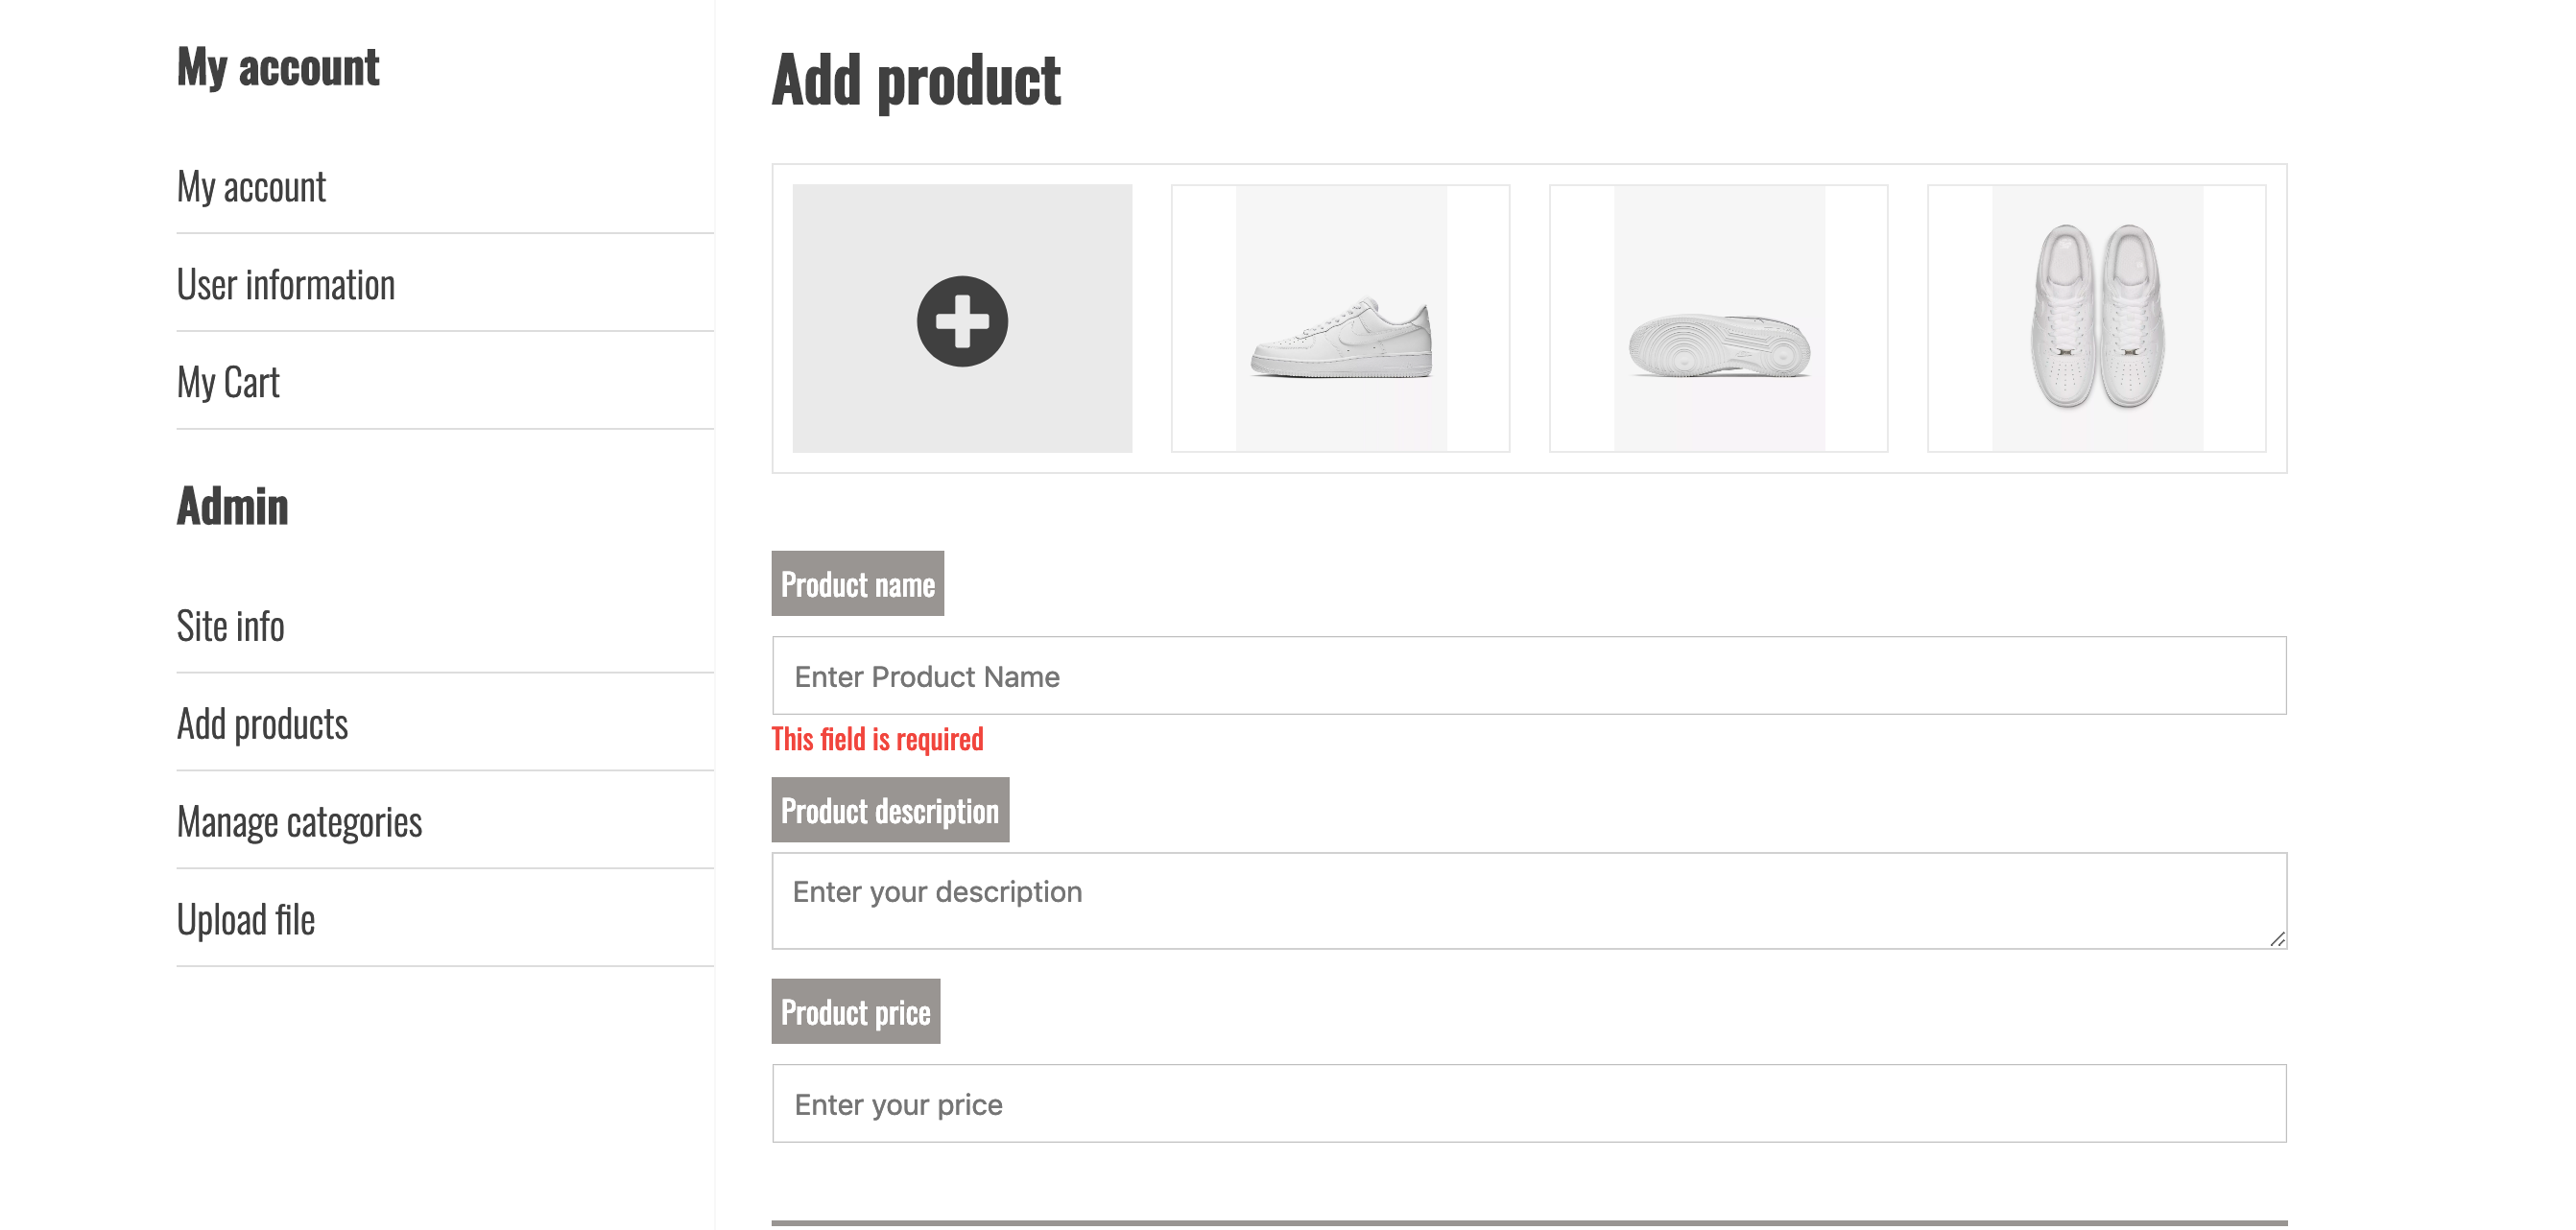 My account
My account
User information
My Cart
Admin
Site info
Add products
Manage categories
Upload file
Add product
Product name
Enter Product Name
This field is required
Product description
Enter your description
Product price
Enter your price